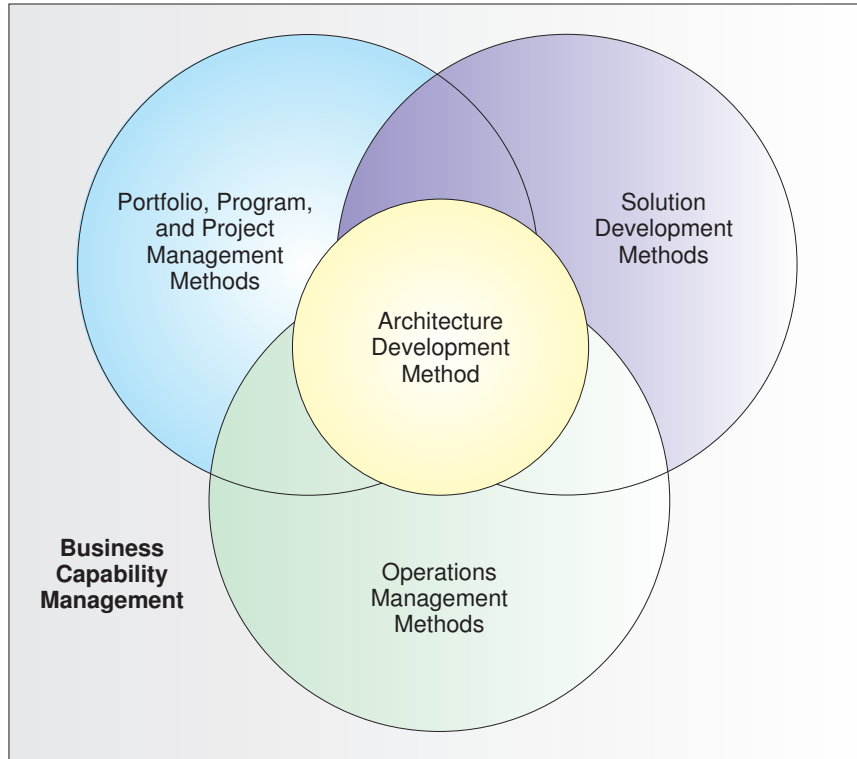 Portfolio, Program,
and Project
Management
Methods
Solution
Development
Methods
Architecture
Development
Method
Business
Capability
Management
Operations
Management
Methods